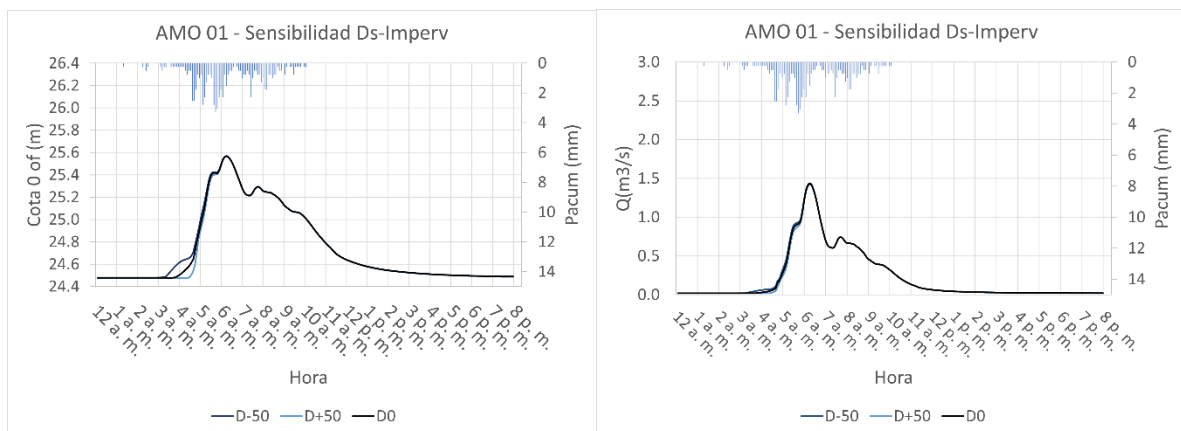 AMO 01 - Sensibilidad Ds-Imperv
26.4
26.2
26.0
25.8
25.6
25.4
25.2
25.0
24.8
24.6
24.4
Cota 0 of (m)
0
2
4
6
8
10
12
14
Pacum (mm)
12 a. m.
1 a. m.
2 a. m.
3 a. m.
4 a. m.
5 a. m.
6 a. m.
7 a. m.
8 a. m.
9 a. m.
10 a. m.
11 a. m.
12 p. m.
1 p. m.
2 p. m.
3 p. m.
4 p. m.
5 p. m.
6 p. m.
7 p. m.
8 p. m.
Hora
D-50 D+50 D0
AMO 01 - Sensibilidad Ds-Imperv
3.0
2.5
2.0
1.5
1.0
0.5
0.0
Q(m3/s)
0
2
4
6
8
10
12
14
Pacum (mm)
12 a. m.
1 a. m.
2 a. m.
3 a. m.
4 a. m.
5 a. m.
6 a. m.
7 a. m.
8 a. m.
9 a. m.
10 a. m.
11 a. m.
12 p. m.
1 p. m.
2 p. m.
3 p. m.
4 p. m.
5 p. m.
6 p. m.
7 p. m.
8 p. m.
Hora
D-50 D+50 D0